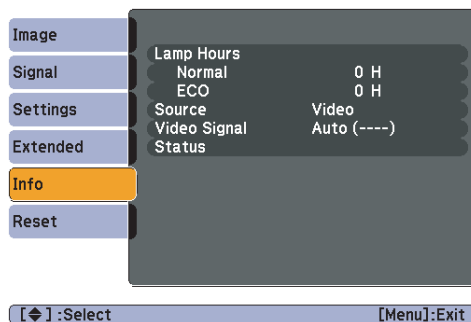 Image
Signal
Settings
Extended
Info
Reset
Lamp Hours
Normal 0 H
ECO 0 H
Source Video
Video Signal Auto (----)
Status
[◆] :Select [Menu]:Exit